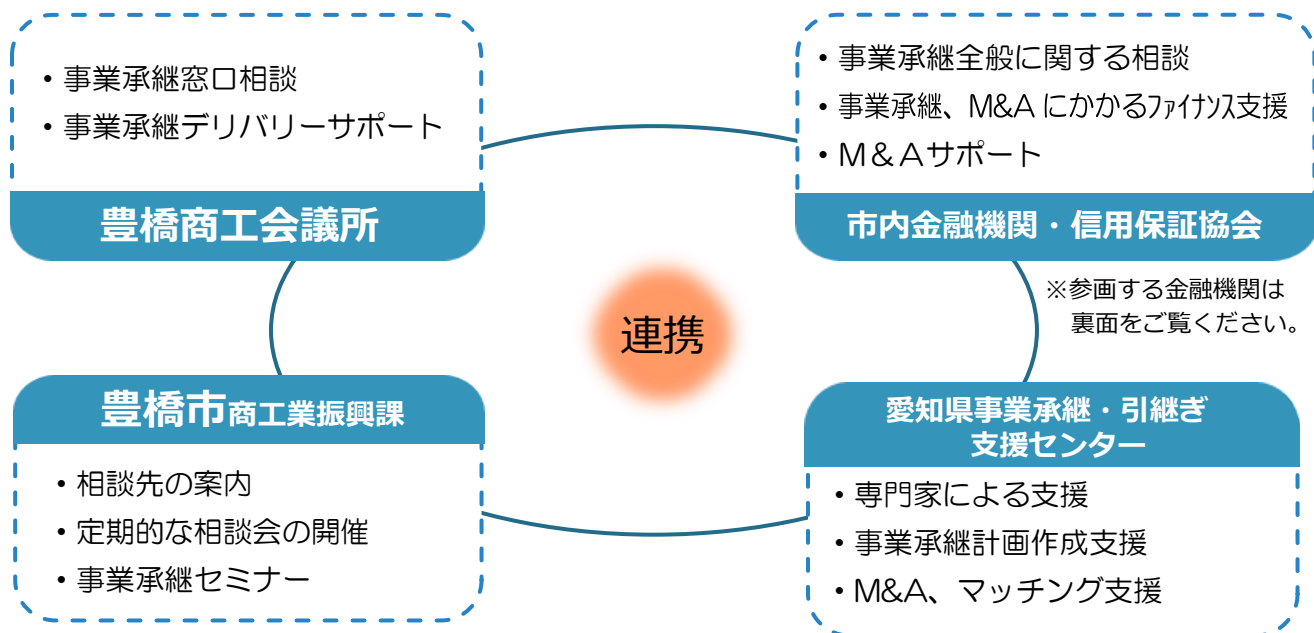 ・事業承継窓口相談
・事業承継デリバリーサポート
豊橋商工会議所
・事業承継全般に関する相談
・事業承継、M&Aにかかるファイナンス支援
・M&Aサポート
市内金融機関・信用保証協会
※参画する金融機関は
裏面をご覧ください。
連携
豊橋市商工業振興課
・相談先の案内
・定期的な相談会の開催
・事業承継セミナー
愛知県事業承継・引継ぎ
支援センター
・専門家による支援
・事業承継計画作成支援
・M&A、マッチング支援